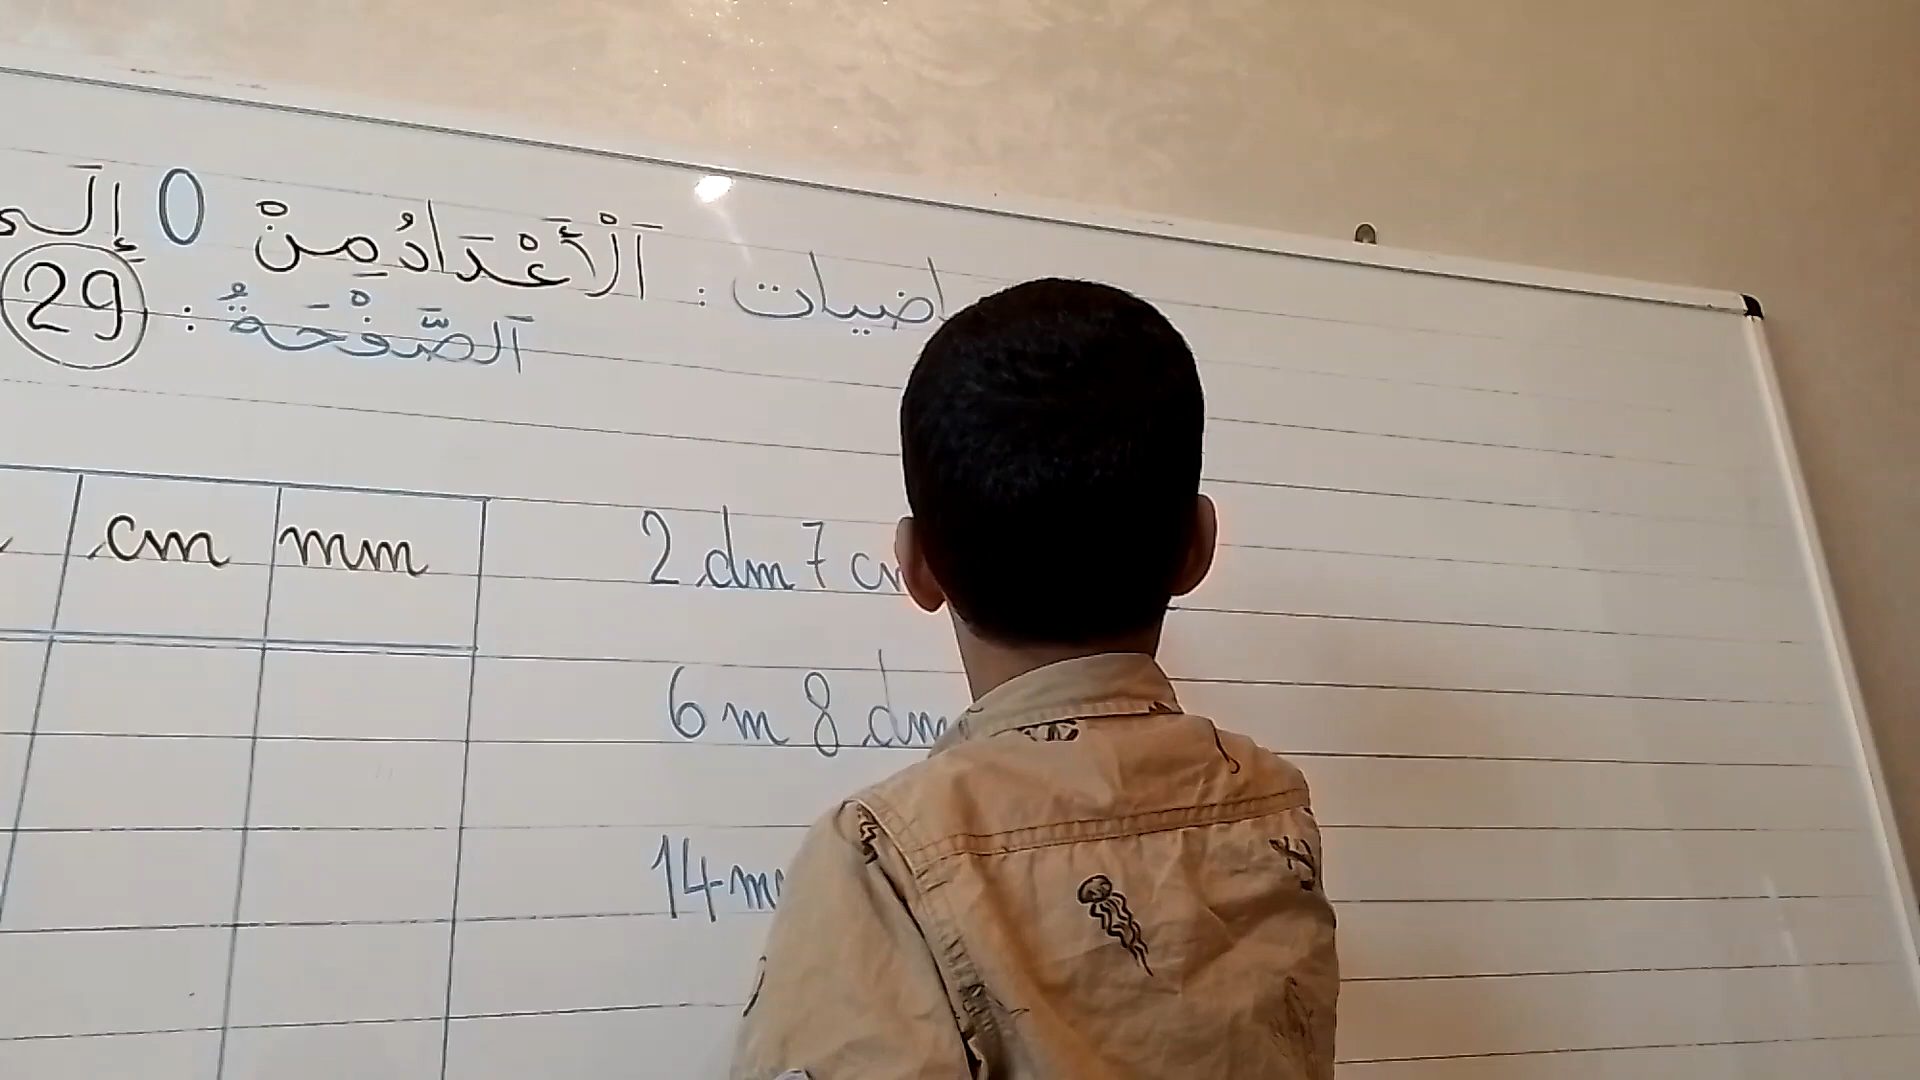 اضيات : اَلْأَعْدَادُ مِنْ 0 إِلَى
اَلصَّفْحَةُ : 29
cm mm
2 dm 7 c
6 m 8 dm
14 m